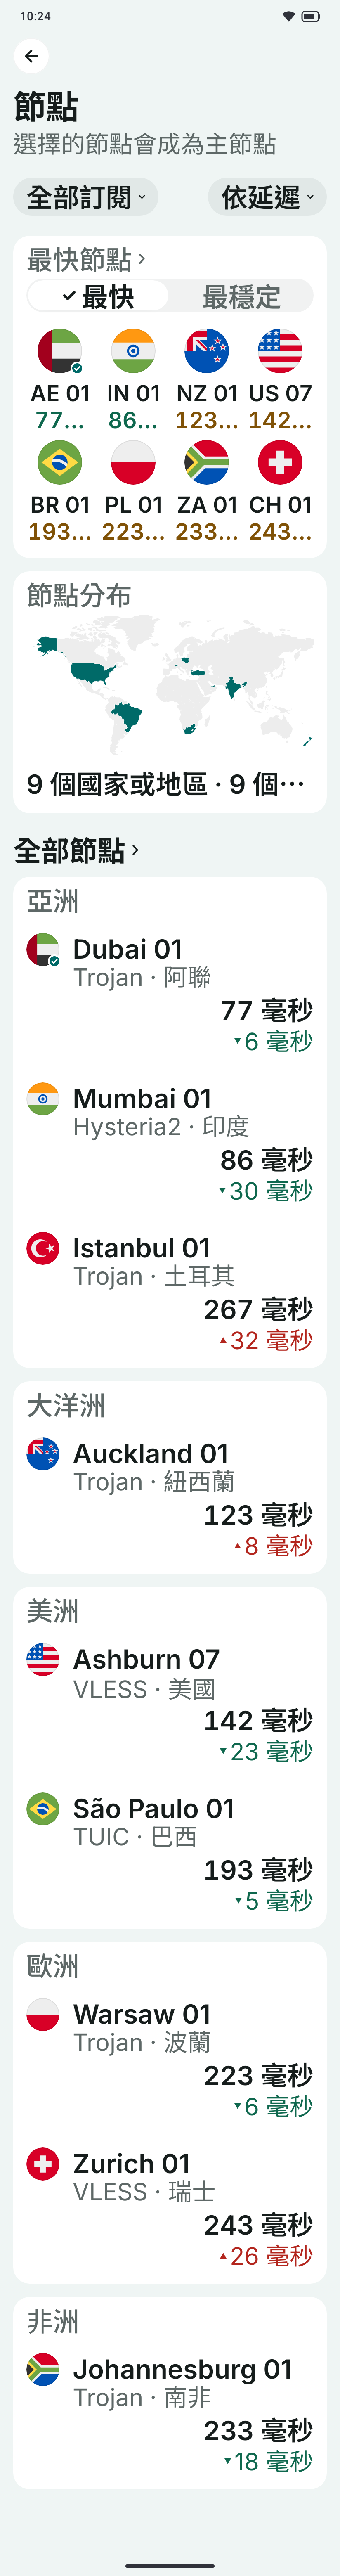 10:24
節點
選擇的節點會成為主節點
全部訂閱
依延遲
最快節點
最快
最穩定
AE 01 IN 01 NZ 01 US 07
77… 86… 123… 142…
BR 01 PL 01 ZA 01 CH 01
193… 223… 233… 243…
節點分布
9 個國家或地區 · 9 個…
全部節點
亞洲
Dubai 01
Trojan · 阿聯
77 毫秒
▾6 毫秒
Mumbai 01
Hysteria2 · 印度
86 毫秒
▾30 毫秒
Istanbul 01
Trojan · 土耳其
267 毫秒
▴32 毫秒
大洋洲
Auckland 01
Trojan · 紐西蘭
123 毫秒
▴8 毫秒
美洲
Ashburn 07
VLESS · 美國
142 毫秒
▾23 毫秒
São Paulo 01
TUIC · 巴西
193 毫秒
▾5 毫秒
歐洲
Warsaw 01
Trojan · 波蘭
223 毫秒
▾6 毫秒
Zurich 01
VLESS · 瑞士
243 毫秒
▴26 毫秒
非洲
Johannesburg 01
Trojan · 南非
233 毫秒
▾18 毫秒